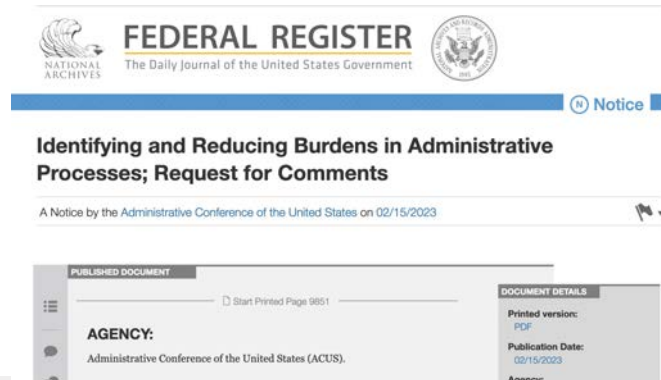 NATIONAL
ARCHIVES
FEDERAL REGISTER
The Daily Journal of the United States Government
N Notice
Identifying and Reducing Burdens in Administrative
Processes; Request for Comments
A Notice by the Administrative Conference of the United States on 02/15/2023
PUBLISHED DOCUMENT
Start Printed Page 9851
AGENCY:
Administrative Conference of the United States (ACUS).
DOCUMENT DETAILS
Printed version:
PDF
Publication Date:
02/15/2023